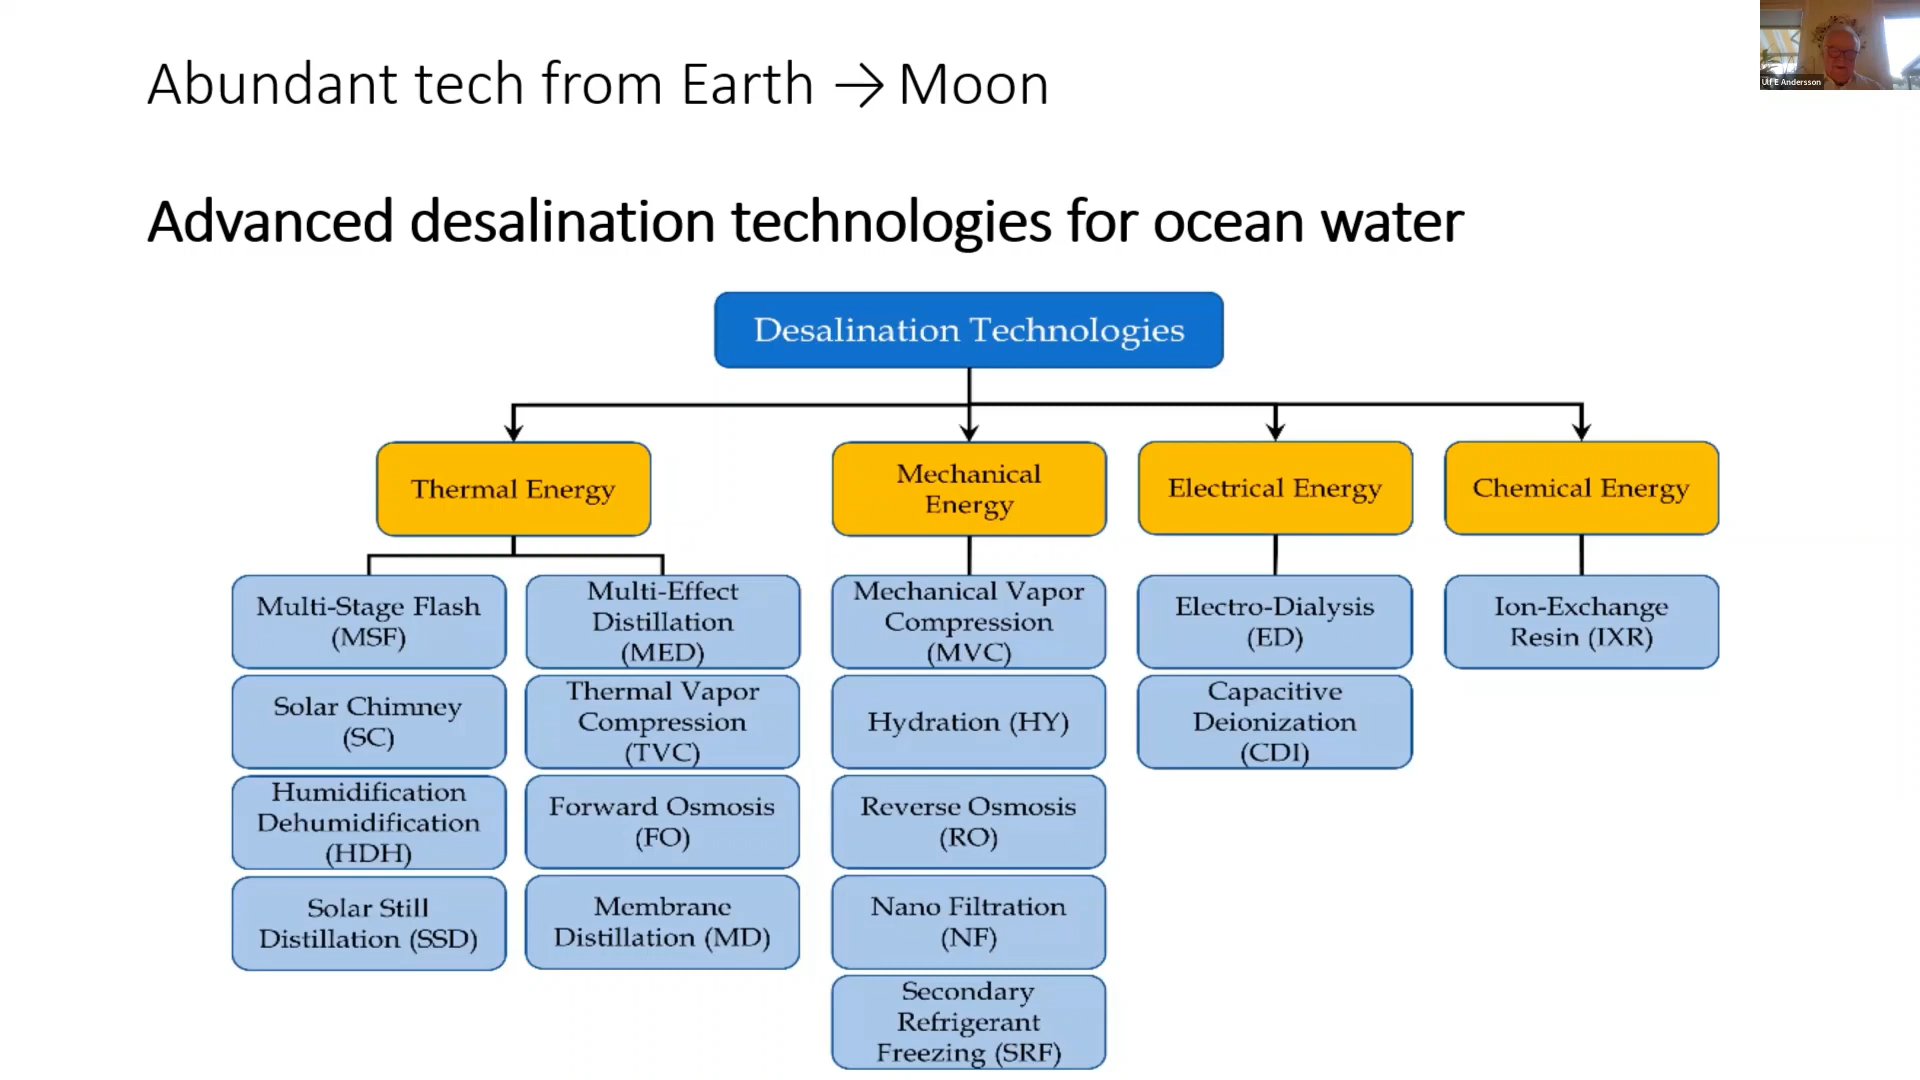 Abundant tech from Earth → Moon
Ulf E Andersson
Advanced desalination technologies for ocean water
Desalination Technologies
Thermal Energy
Mechanical
Energy
Electrical Energy
Chemical Energy
Multi-Stage Flash
(MSF)
Solar Chimney
(SC)
Humidification
Dehumidification
(HDH)
Solar Still
Distillation (SSD)
Multi-Effect
Distillation
(MED)
Thermal Vapor
Compression
(TVC)
Forward Osmosis
(FO)
Membrane
Distillation (MD)
Mechanical Vapor
Compression
(MVC)
Hydration (HY)
Reverse Osmosis
(RO)
Nano Filtration
(NF)
Secondary
Refrigerant
Freezing (SRF)
Electro-Dialysis
(ED)
Capacitive
Deionization
(CDI)
Ion-Exchange
Resin (IXR)